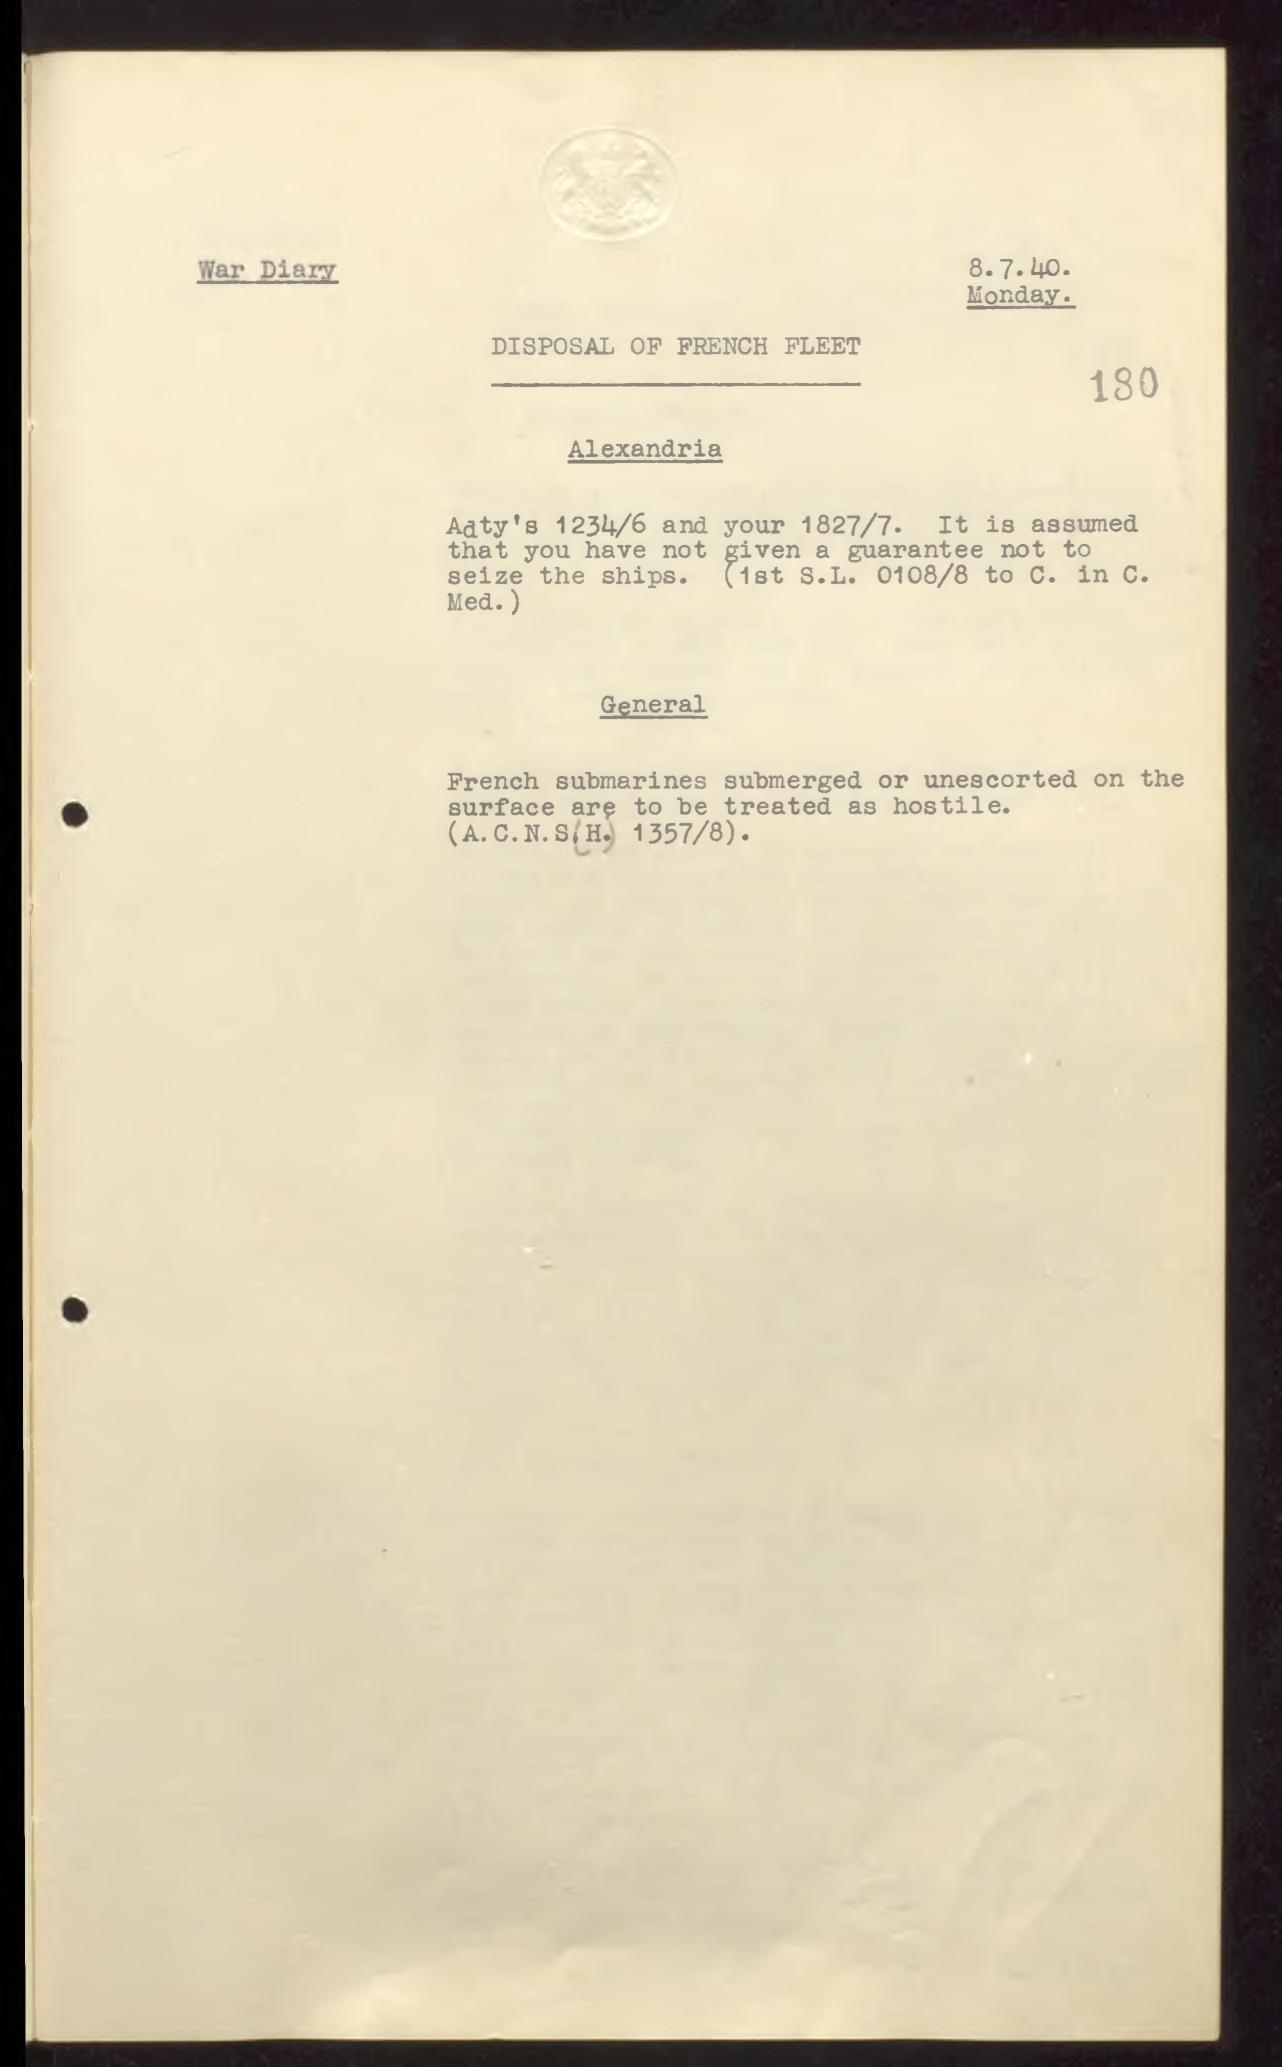 War Diary
8.7.40.
Monday.
DISPOSAL OF FRENCH FLEET
180
Alexandria
Adty's 1234/6 and your 1827/7. It is assumed
that you have not given a guarantee not to
seize the ships. (1st S.L. 0108/8 to C. in C.
Med.)
General
French submarines submerged or unescorted on the
surface are to be treated as hostile.
(A.C.N.S(H.) 1357/8).